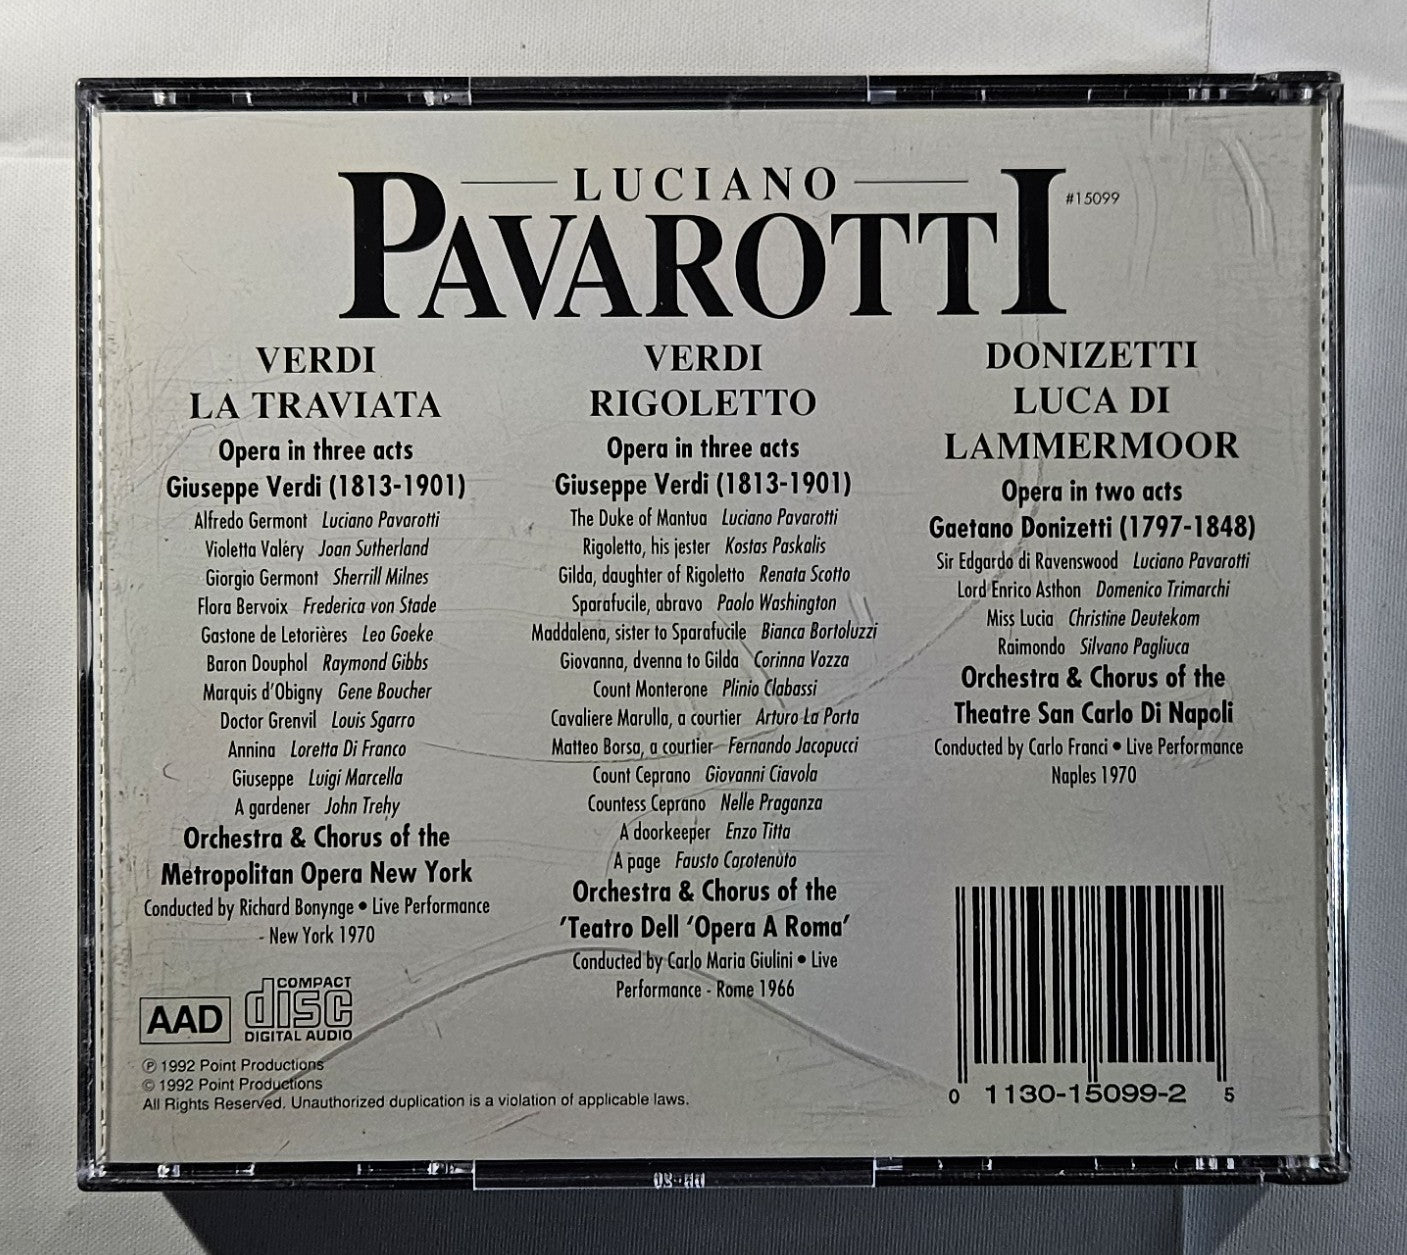 LUCIANO
PAVAROTTI
#15099
VERDI
LA TRAVIATA
Opera in three acts
Giuseppe Verdi (1813-1901)
Alfredo Germont Luciano Pavarotti
Violetta Valéry Joan Sutherland
Giorgio Germont Sherrill Milnes
Flora Bervoix Frederica von Stade
Gastone de Letorières Leo Goeke
Baron Douphol Raymond Gibbs
Marquis d'Obigny Gene Boucher
Doctor Grenvil Louis Sgarro
Annina Loretta Di Franco
Giuseppe Luigi Marcella
A gardener John Trehy
Orchestra & Chorus of the
Metropolitan Opera New York
Conducted by Richard Bonynge • Live Performance
- New York 1970
VERDI
RIGOLETTO
Opera in three acts
Giuseppe Verdi (1813-1901)
The Duke of Mantua Luciano Pavarotti
Rigoletto, his jester Kostas Paskalis
Gilda, daughter of Rigoletto Renata Scotto
Sparafucile, abravo Paolo Washington
Maddalena, sister to Sparafucile Bianca Bortoluzzi
Giovanna, dvenna to Gilda Corinna Vozza
Count Monterone Plinio Clabassi
Cavaliere Marulla, a courtier Arturo La Porta
Matteo Borsa, a courtier Fernando Jacopucci
Count Ceprano Giovanni Ciavola
Countess Ceprano Nelle Praganza
A doorkeeper Enzo Titta
A page Fausto Carotenuto
Orchestra & Chorus of the
'Teatro Dell 'Opera A Roma'
Conducted by Carlo Maria Giulini • Live
Performance - Rome 1966
DONIZETTI
LUCA DI
LAMMERMOOR
Opera in two acts
Gaetano Donizetti (1797-1848)
Sir Edgardo di Ravenswood Luciano Pavarotti
Lord Enrico Asthon Domenico Trimarchi
Miss Lucia Christine Deutekom
Raimondo Silvano Pagliuca
Orchestra & Chorus of the
Theatre San Carlo Di Napoli
Conducted by Carlo Franci • Live Performance
Naples 1970
AAD
COMPACT
disc
DIGITAL AUDIO
℗ 1992 Point Productions
© 1992 Point Productions
All Rights Reserved. Unauthorized duplication is a violation of applicable laws.
0 1130-15099-2 5